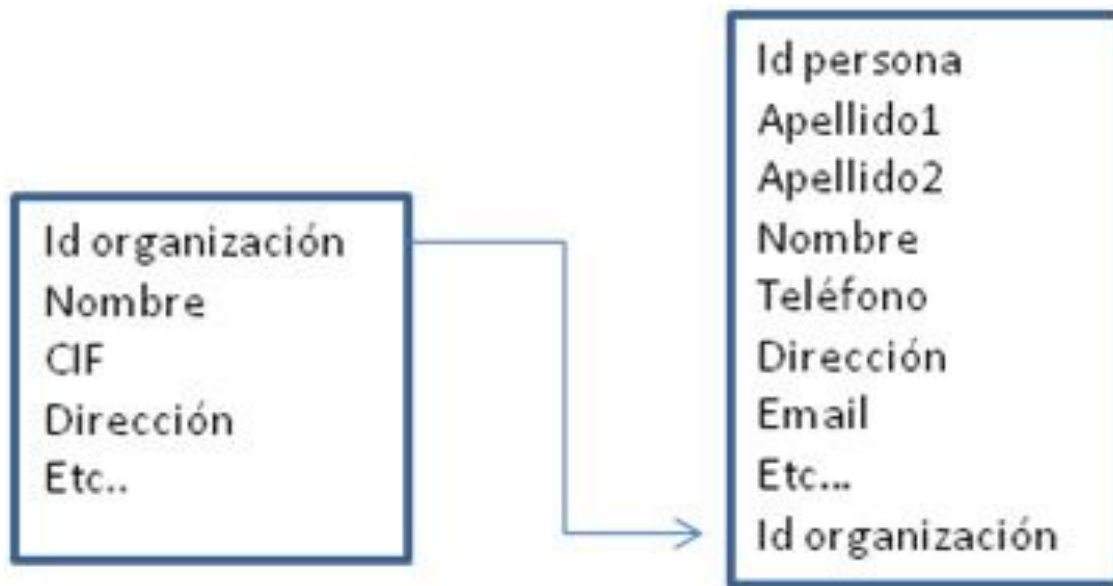 Id organización
Nombre
CIF
Dirección
Etc..
Id persona
Apellido1
Apellido2
Nombre
Teléfono
Dirección
Email
Etc...
Id organización